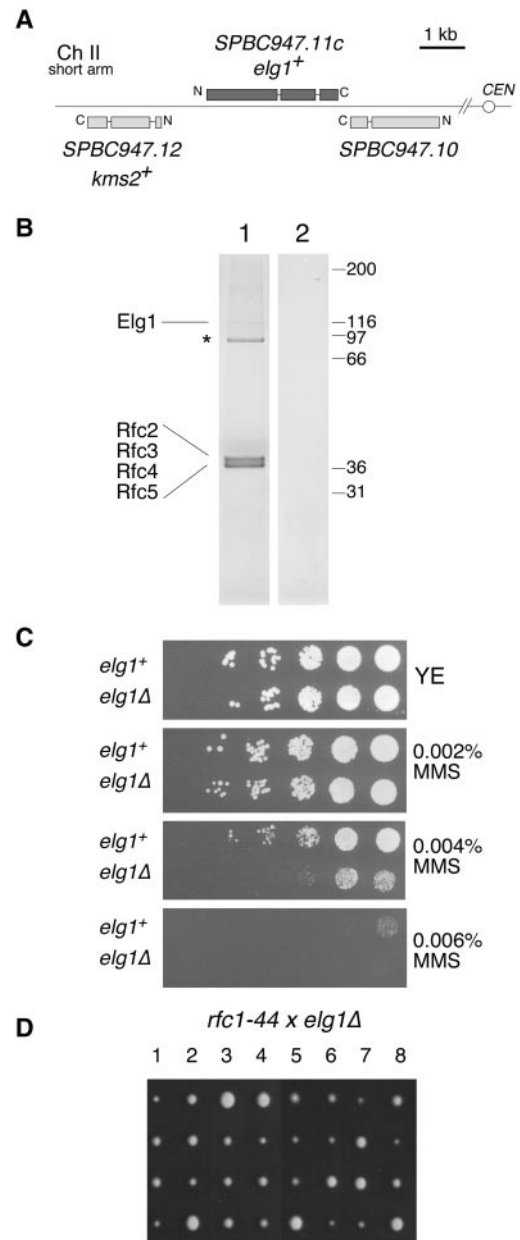 A
SPBC947.11c
elg1+
1 kb
Ch II
short arm
N C
CEN
C N
C N
SPBC947.12
kms2+
SPBC947.10
B
1 2
200
Elg1
116
*
97
66
Rfc2
Rfc3
Rfc4
Rfc5
36
31
C
elg1+
elg1Δ
YE
elg1+
elg1Δ
0.002%
MMS
elg1+
elg1Δ
0.004%
MMS
elg1+
elg1Δ
0.006%
MMS
D
rfc1-44 x elg1Δ
1 2 3 4 5 6 7 8